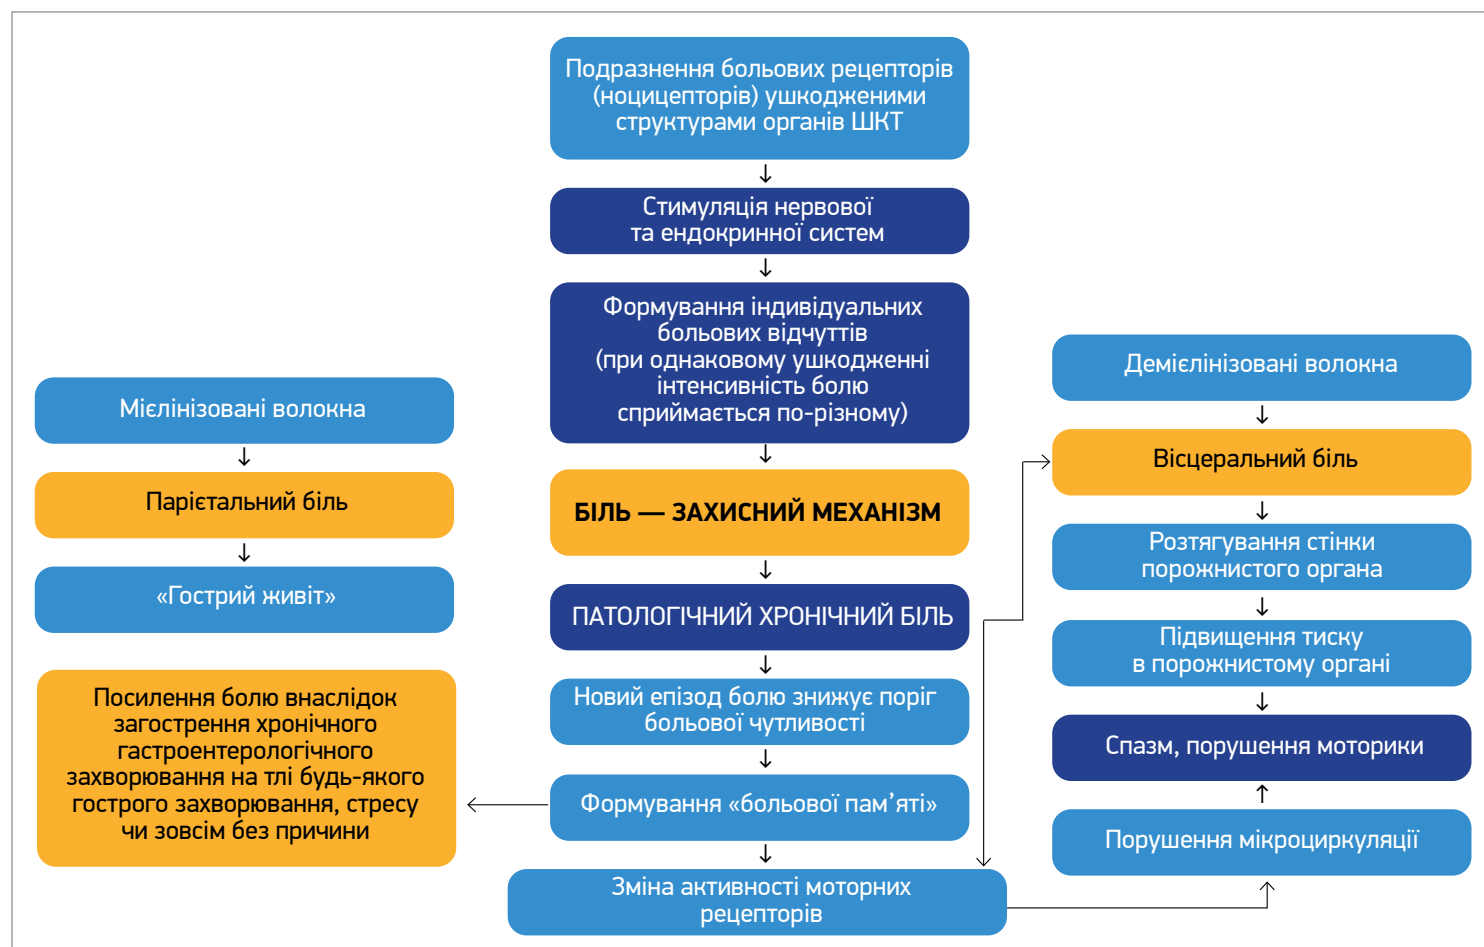 Подразнення больових рецепторів
(ноцицепторів) ушкодженими
структурами органів ШКТ
Стимуляція нервової
та ендокринної систем
Формування індивідуальних
больових відчуттів
(при однаковому ушкодженні
інтенсивність болю
сприймається по-різному)
БІЛЬ — ЗАХИСНИЙ МЕХАНІЗМ
ПАТОЛОГІЧНИЙ ХРОНІЧНИЙ БІЛЬ
Новий епізод болю знижує поріг
больової чутливості
Формування «больової пам’яті»
Зміна активності моторних
рецепторів
Мієлінізовані волокна
Парієтальний біль
«Гострий живіт»
Посилення болю внаслідок
загострення хронічного
гастроентерологічного
захворювання на тлі будь-якого
гострого захворювання, стресу
чи зовсім без причини
Демієлінізовані волокна
Вісцеральний біль
Розтягування стінки
порожнистого органа
Підвищення тиску
в порожнистому органі
Спазм, порушення моторики
Порушення мікроциркуляції